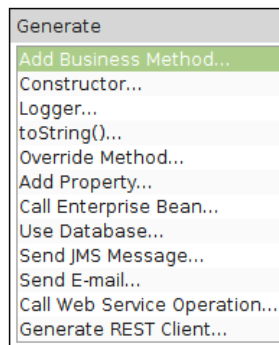 Generate
Add Business Method...
Constructor...
Logger...
toString()...
Override Method...
Add Property...
Call Enterprise Bean...
Use Database...
Send JMS Message...
Send E-mail...
Call Web Service Operation...
Generate REST Client...